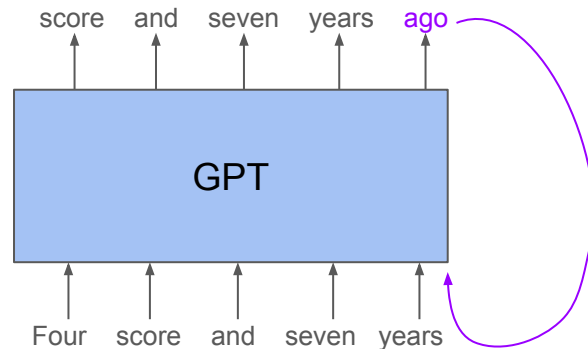 score and seven years ago
GPT
Four score and seven years